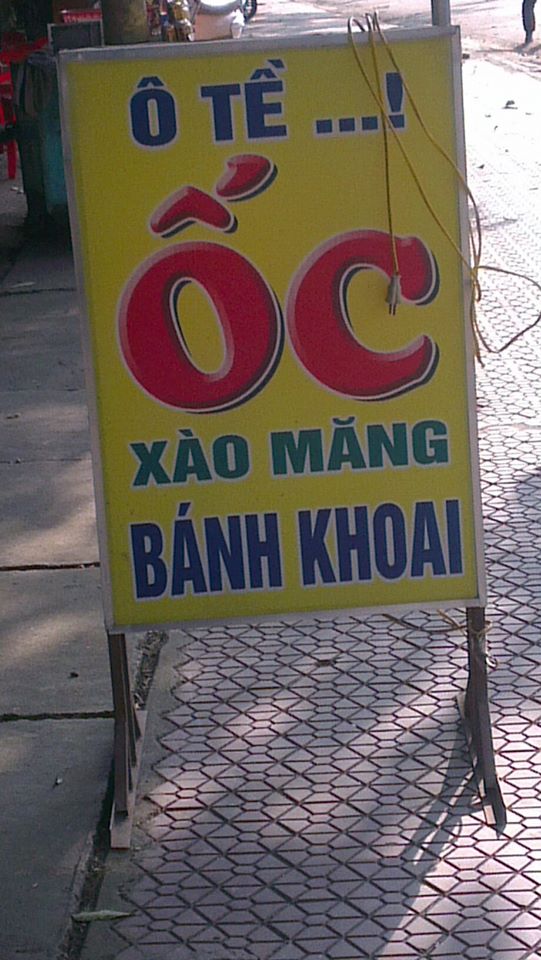 Ô TỀ ...!
ỐC
XÀO MĂNG
BÁNH KHOAI